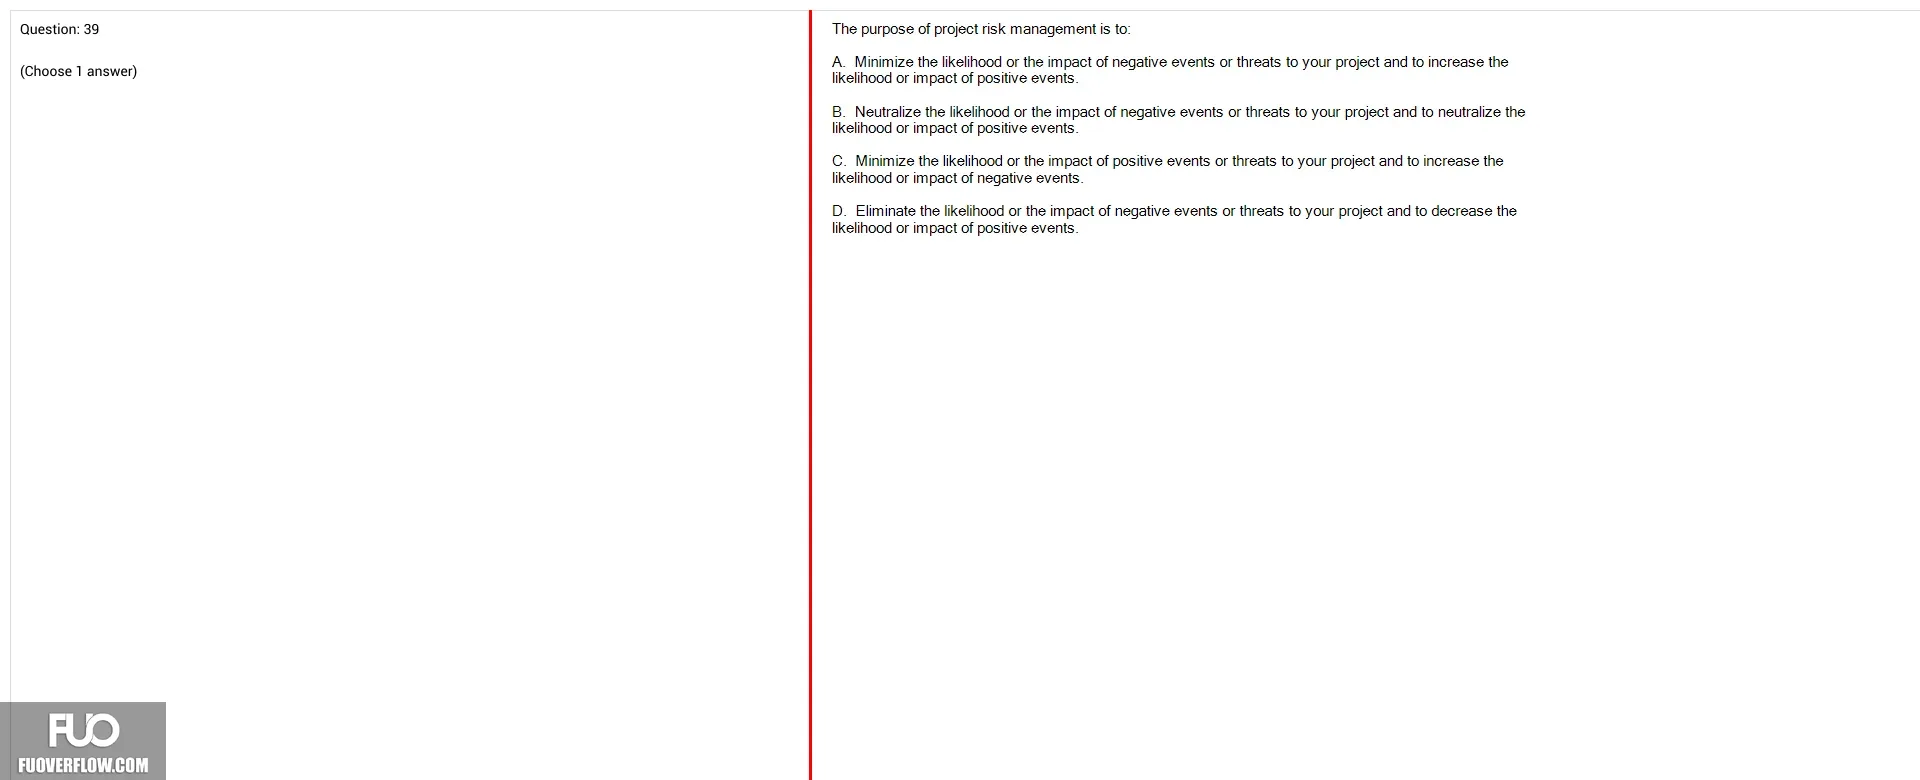 Question: 39
(Choose 1 answer)
The purpose of project risk management is to:
A. Minimize the likelihood or the impact of negative events or threats to your project and to increase the
likelihood or impact of positive events.
B. Neutralize the likelihood or the impact of negative events or threats to your project and to neutralize the
likelihood or impact of positive events.
C. Minimize the likelihood or the impact of positive events or threats to your project and to increase the
likelihood or impact of negative events.
D. Eliminate the likelihood or the impact of negative events or threats to your project and to decrease the
likelihood or impact of positive events.
FUO
FUOVERFLOW.COM